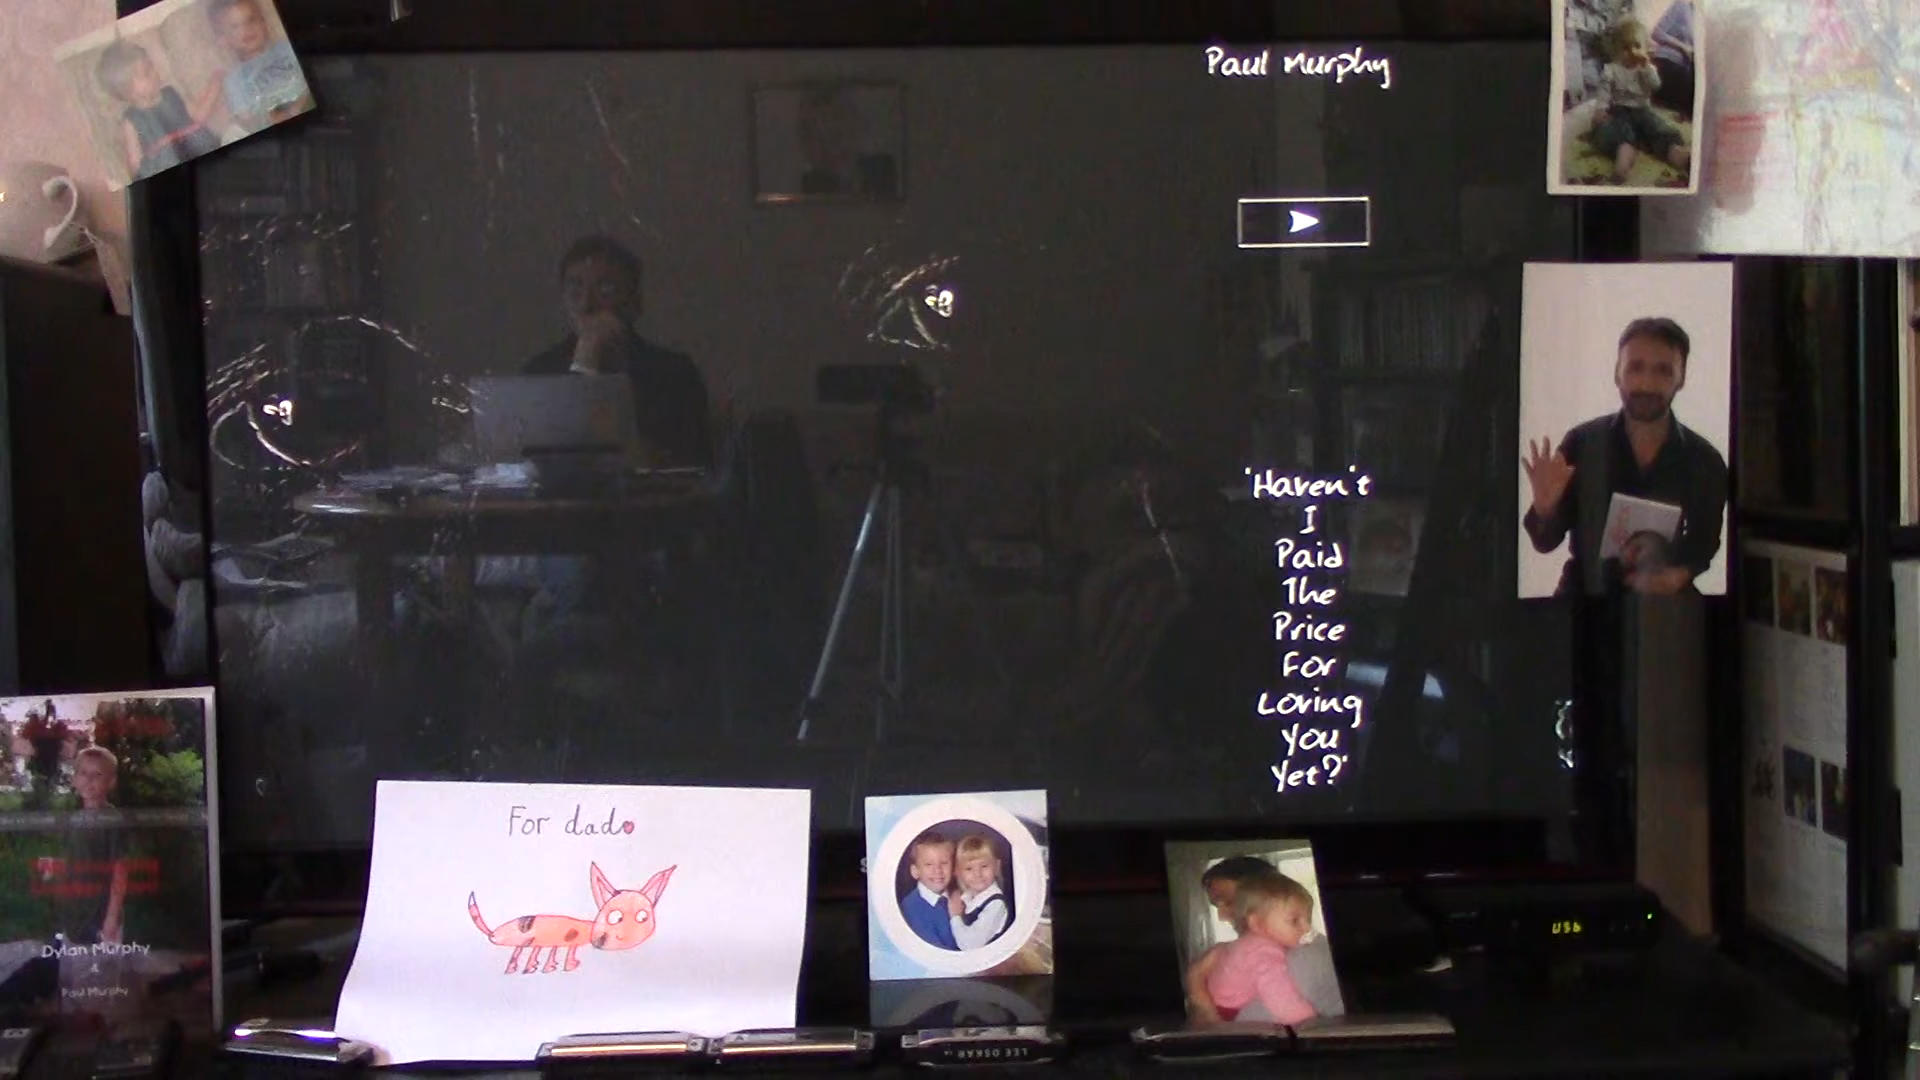 Paul Murphy
'Haven't
I
Paid
The
Price
For
Loving
You
Yet?'
For dad
Dylan Murphy
&
Paul Murphy
USb
LEE OSKAR